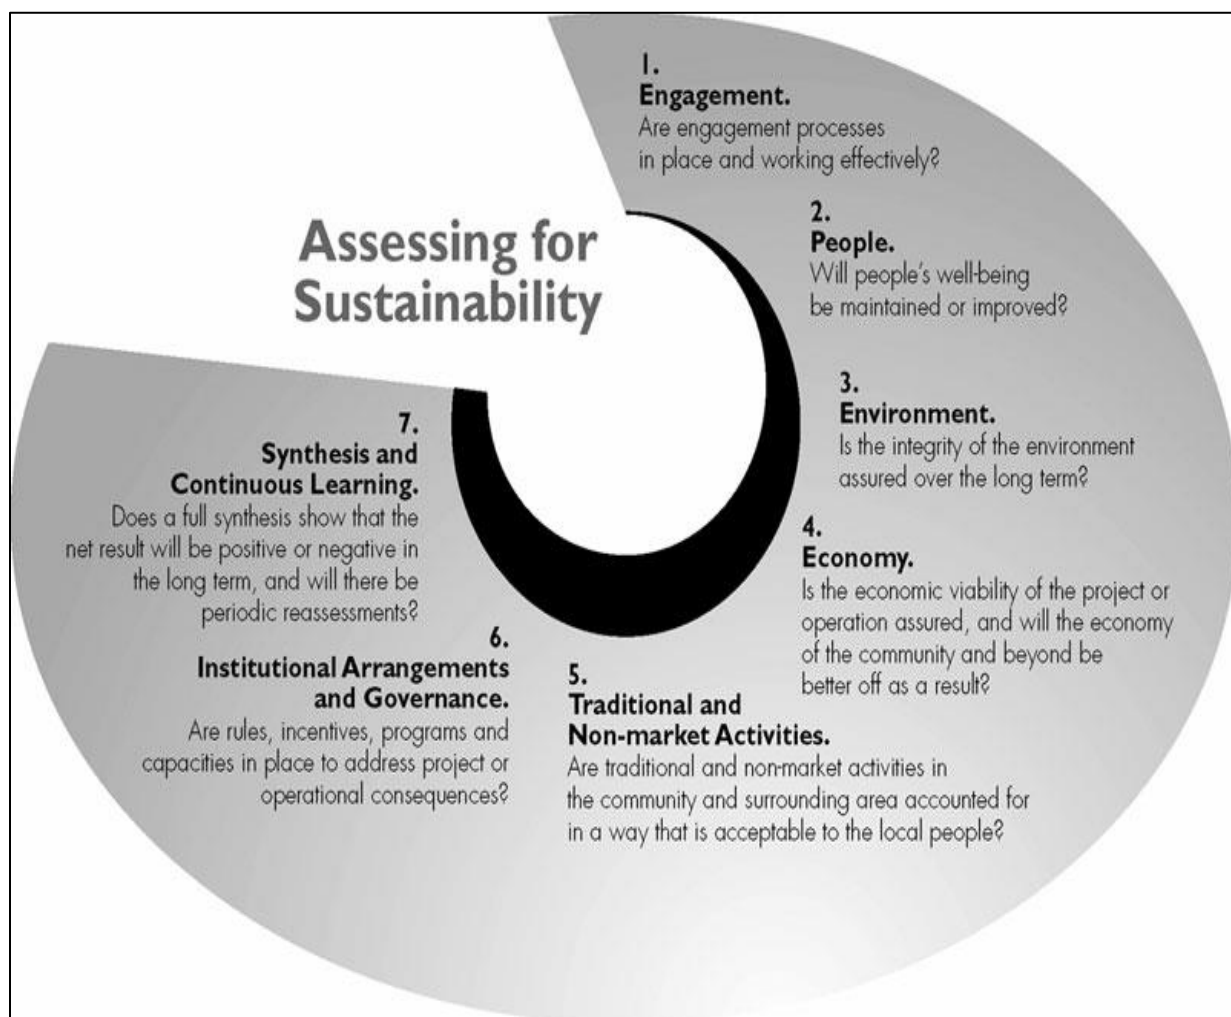 Assessing for
Sustainability
1.
Engagement.
Are engagement processes
in place and working effectively?
2.
People.
Will people's well-being
be maintained or improved?
3.
Environment.
Is the integrity of the environment
assured over the long term?
4.
Economy.
Is the economic viability of the project or
operation assured, and will the economy
of the community and beyond be
better off as a result?
5.
Traditional and
Non-market Activities.
Are traditional and non-market activities in
the community and surrounding area accounted for
in a way that is acceptable to the local people?
6.
Institutional Arrangements
and Governance.
Are rules, incentives, programs and
capacities in place to address project or
operational consequences?
7.
Synthesis and
Continuous Learning.
Does a full synthesis show that the
net result will be positive or negative in
the long term, and will there be
periodic reassessments?